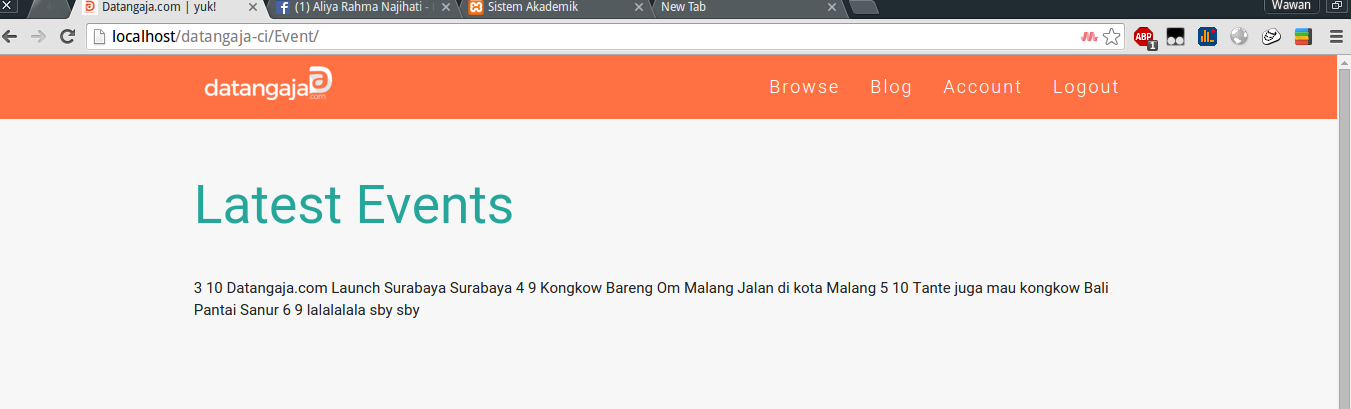 Datangaja.com | yuk!
(1) Aliya Rahma Najihati -
Sistem Akademik
New Tab
Wawan
localhost/datangaja-ci/Event/
ABP
1
datangaja
.com
Browse
Blog
Account
Logout
Latest Events
3 10 Datangaja.com Launch Surabaya Surabaya 4 9 Kongkow Bareng Om Malang Jalan di kota Malang 5 10 Tante juga mau kongkow Bali
Pantai Sanur 6 9 lalalalala sby sby